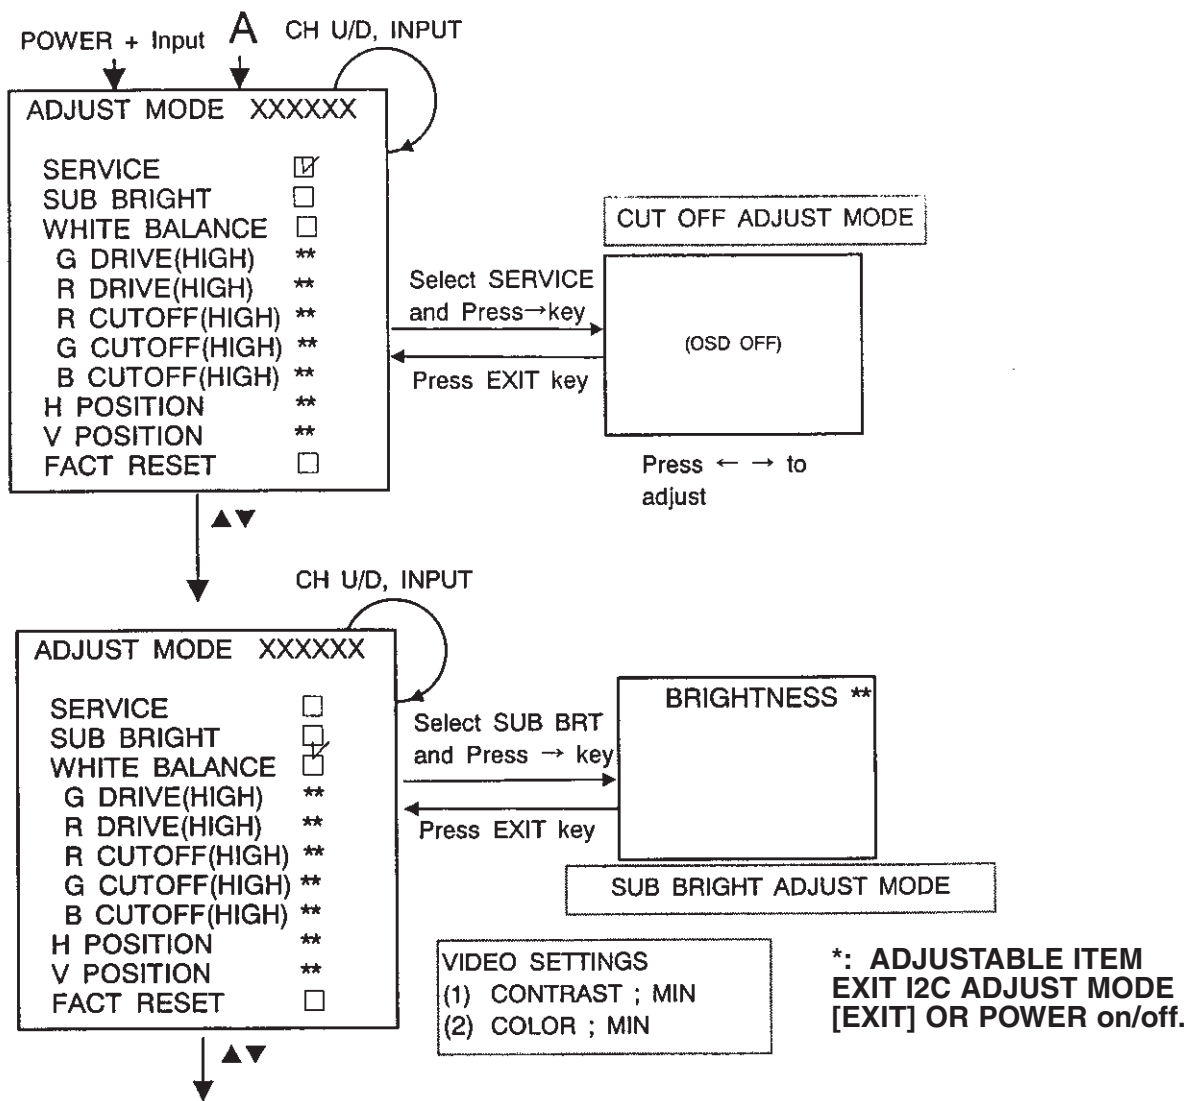 POWER + Input A CH U/D, INPUT
ADJUST MODE XXXXXX
SERVICE
SUB BRIGHT
WHITE BALANCE
G DRIVE(HIGH) **
R DRIVE(HIGH) **
R CUTOFF(HIGH) **
G CUTOFF(HIGH) **
B CUTOFF(HIGH) **
H POSITION **
V POSITION **
FACT RESET
Select SERVICE
and Press→key
Press EXIT key
CUT OFF ADJUST MODE
(OSD OFF)
Press ← → to
adjust
▲▼
CH U/D, INPUT
ADJUST MODE XXXXXX
SERVICE
SUB BRIGHT
WHITE BALANCE
G DRIVE(HIGH) **
R DRIVE(HIGH) **
R CUTOFF(HIGH) **
G CUTOFF(HIGH) **
B CUTOFF(HIGH) **
H POSITION **
V POSITION **
FACT RESET
Select SUB BRT
and Press → key
Press EXIT key
BRIGHTNESS **
SUB BRIGHT ADJUST MODE
VIDEO SETTINGS
(1) CONTRAST ; MIN
(2) COLOR ; MIN
*: ADJUSTABLE ITEM
EXIT I2C ADJUST MODE
[EXIT] OR POWER on/off.
▲▼